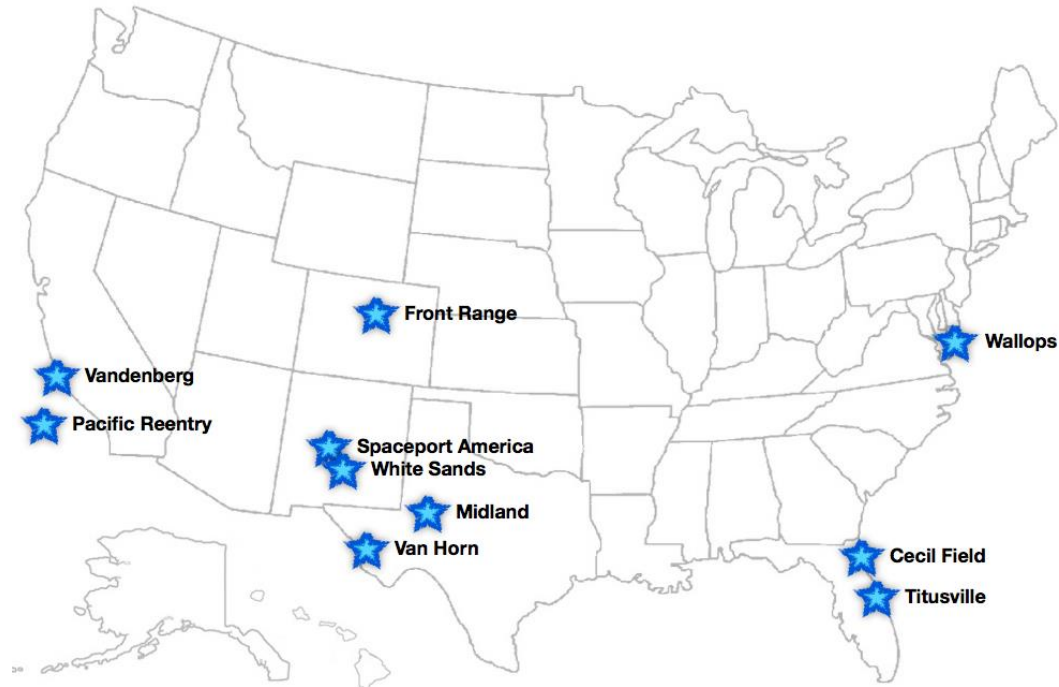 Front Range
Wallops
Vandenberg
Pacific Reentry
Spaceport America
White Sands
Midland
Van Horn
Cecil Field
Titusville